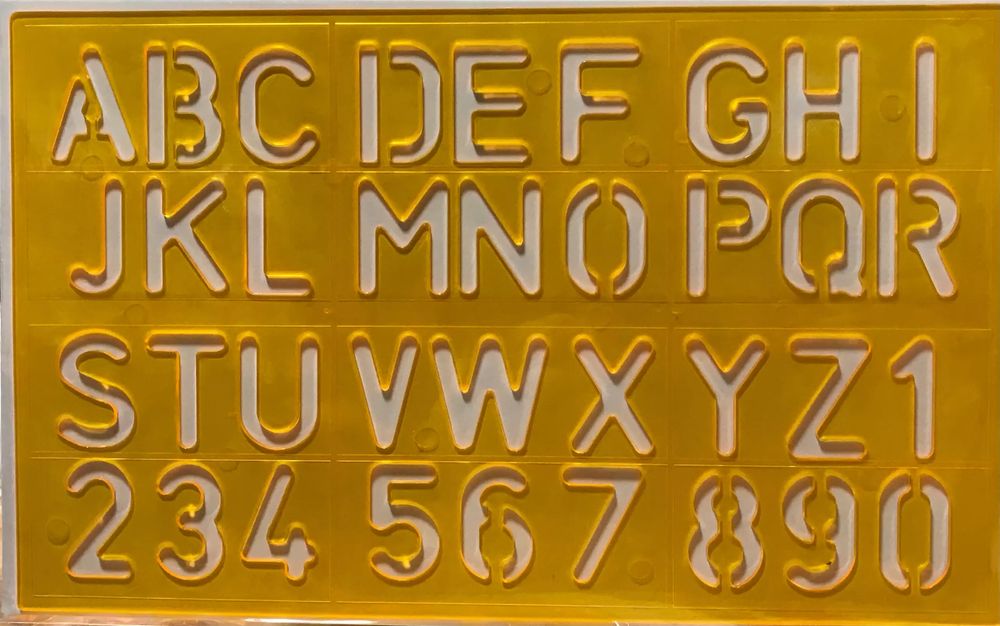 ABC DEF GHI
JKL MNO PQR
STU VWX YZ1
234 567 890